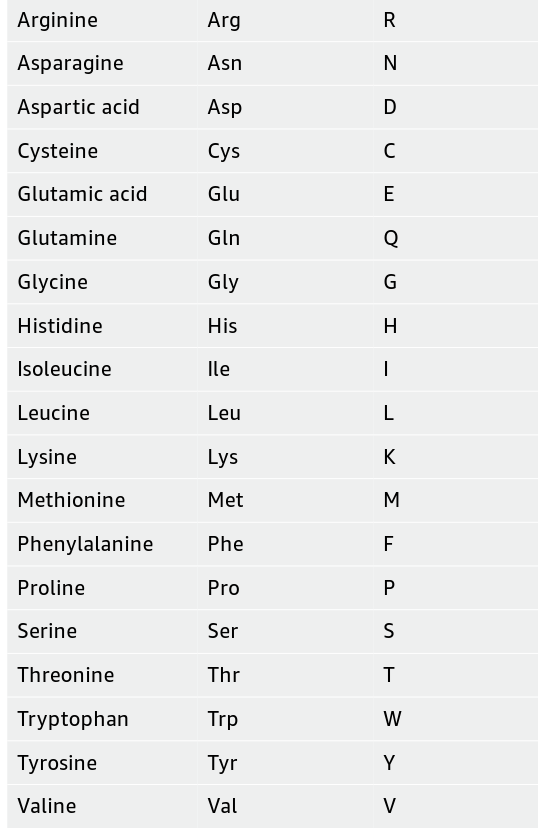 Arginine Arg R
Asparagine Asn N
Aspartic acid Asp D
Cysteine Cys C
Glutamic acid Glu E
Glutamine Gln Q
Glycine Gly G
Histidine His H
Isoleucine Ile I
Leucine Leu L
Lysine Lys K
Methionine Met M
Phenylalanine Phe F
Proline Pro P
Serine Ser S
Threonine Thr T
Tryptophan Trp W
Tyrosine Tyr Y
Valine Val V